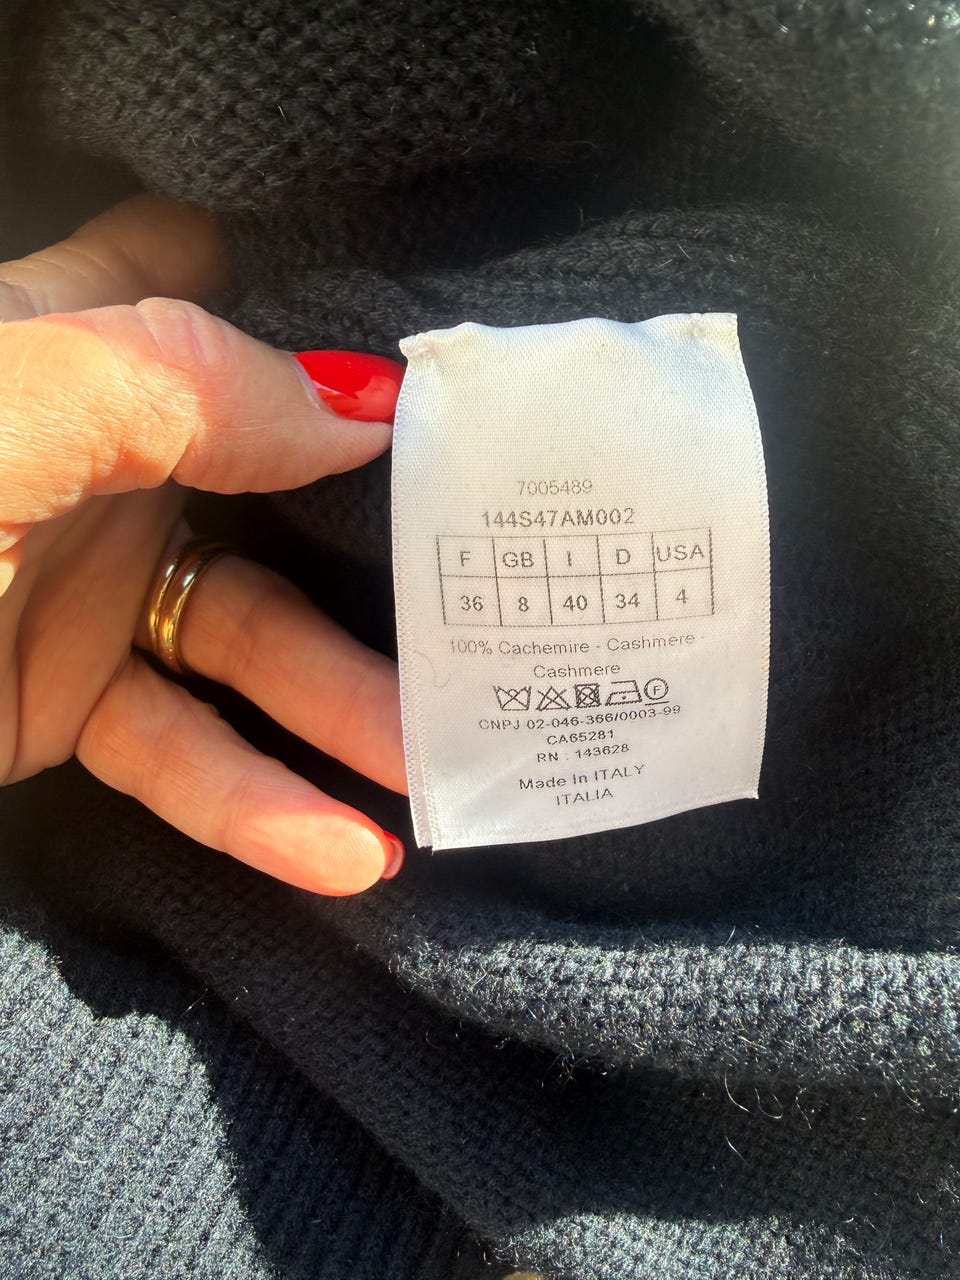 7005489
144S47AM002
F GB I D USA
36 8 40 34 4
100% Cachemire - Cashmere -
Cashmere
F
CNPJ 02-046-366/0003-99
CA65281
RN : 143628
Made In ITALY
ITALIA